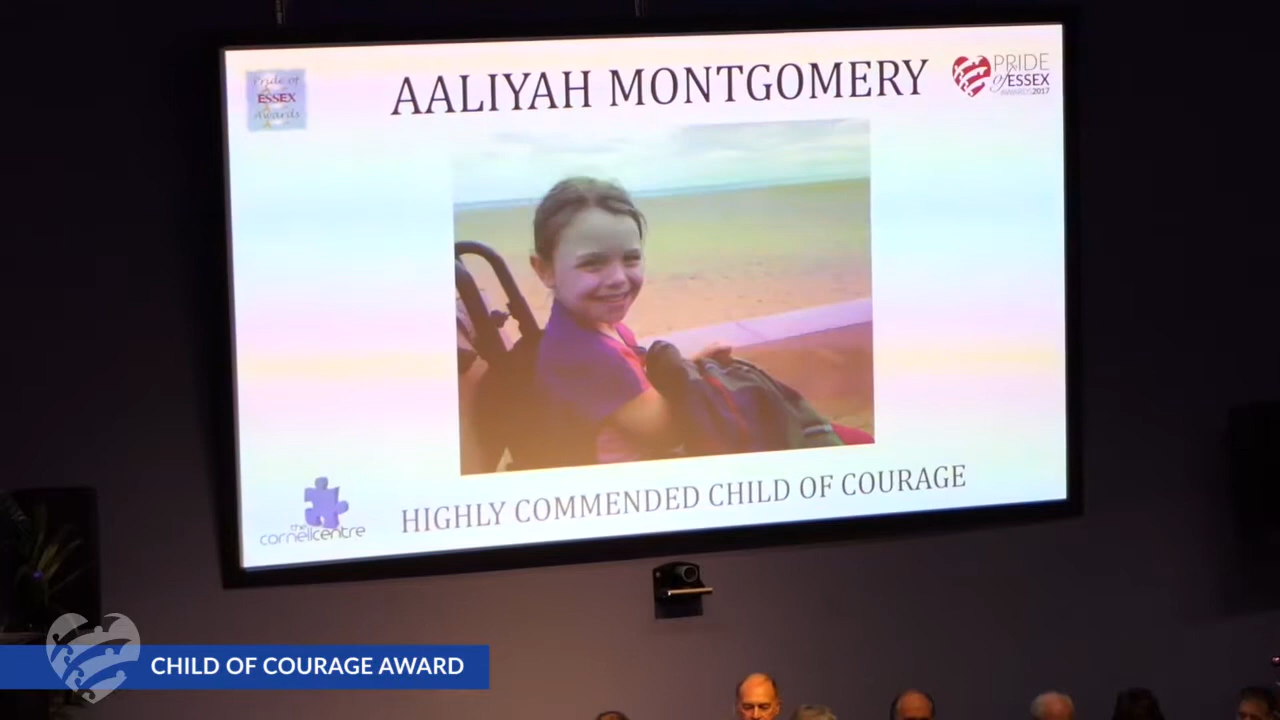 Pride of
ESSEX
Awards
AALIYAH MONTGOMERY
PRIDE
of ESSEX
AWARDS 2017
the
cornellcentre
HIGHLY COMMENDED CHILD OF COURAGE
CHILD OF COURAGE AWARD